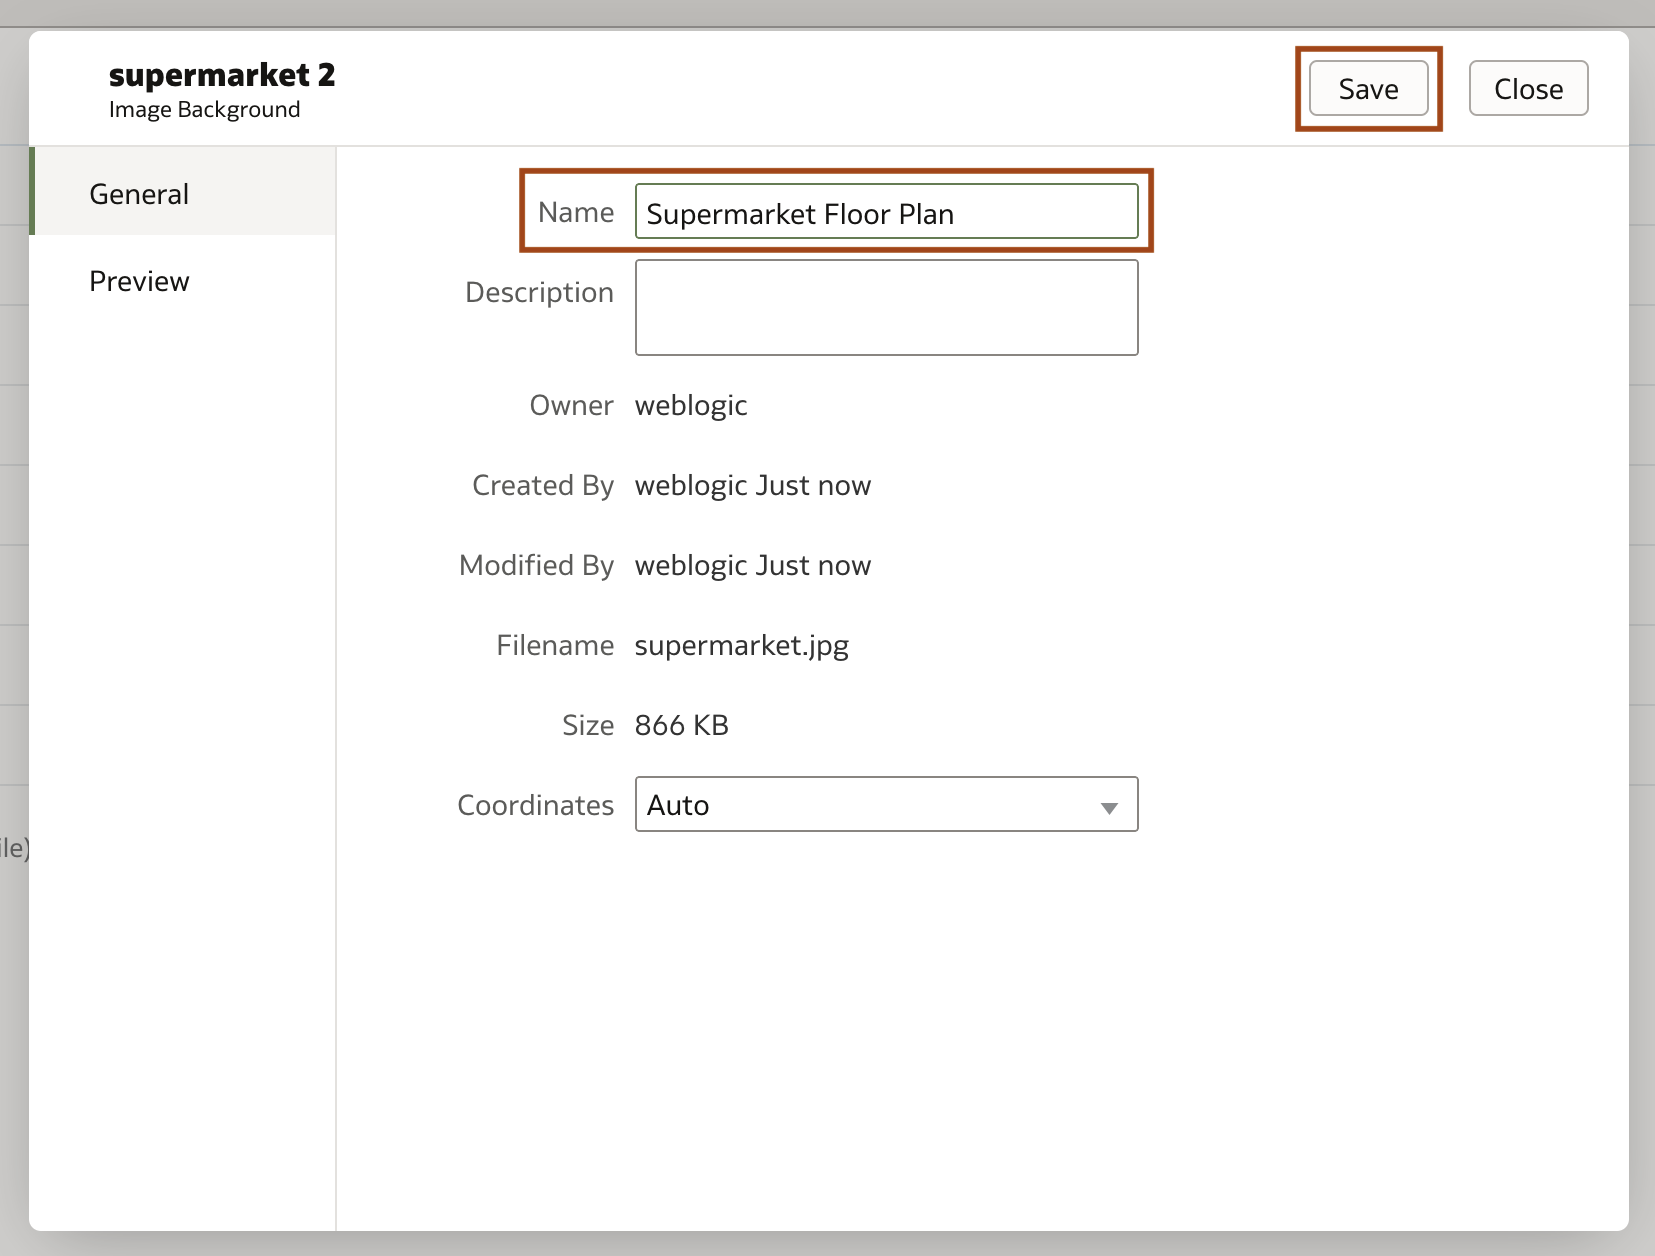 supermarket 2
Image Background
Save
Close
General
Preview
Name Supermarket Floor Plan
Description
Owner weblogic
Created By weblogic Just now
Modified By weblogic Just now
Filename supermarket.jpg
Size 866 KB
Coordinates Auto
ile)